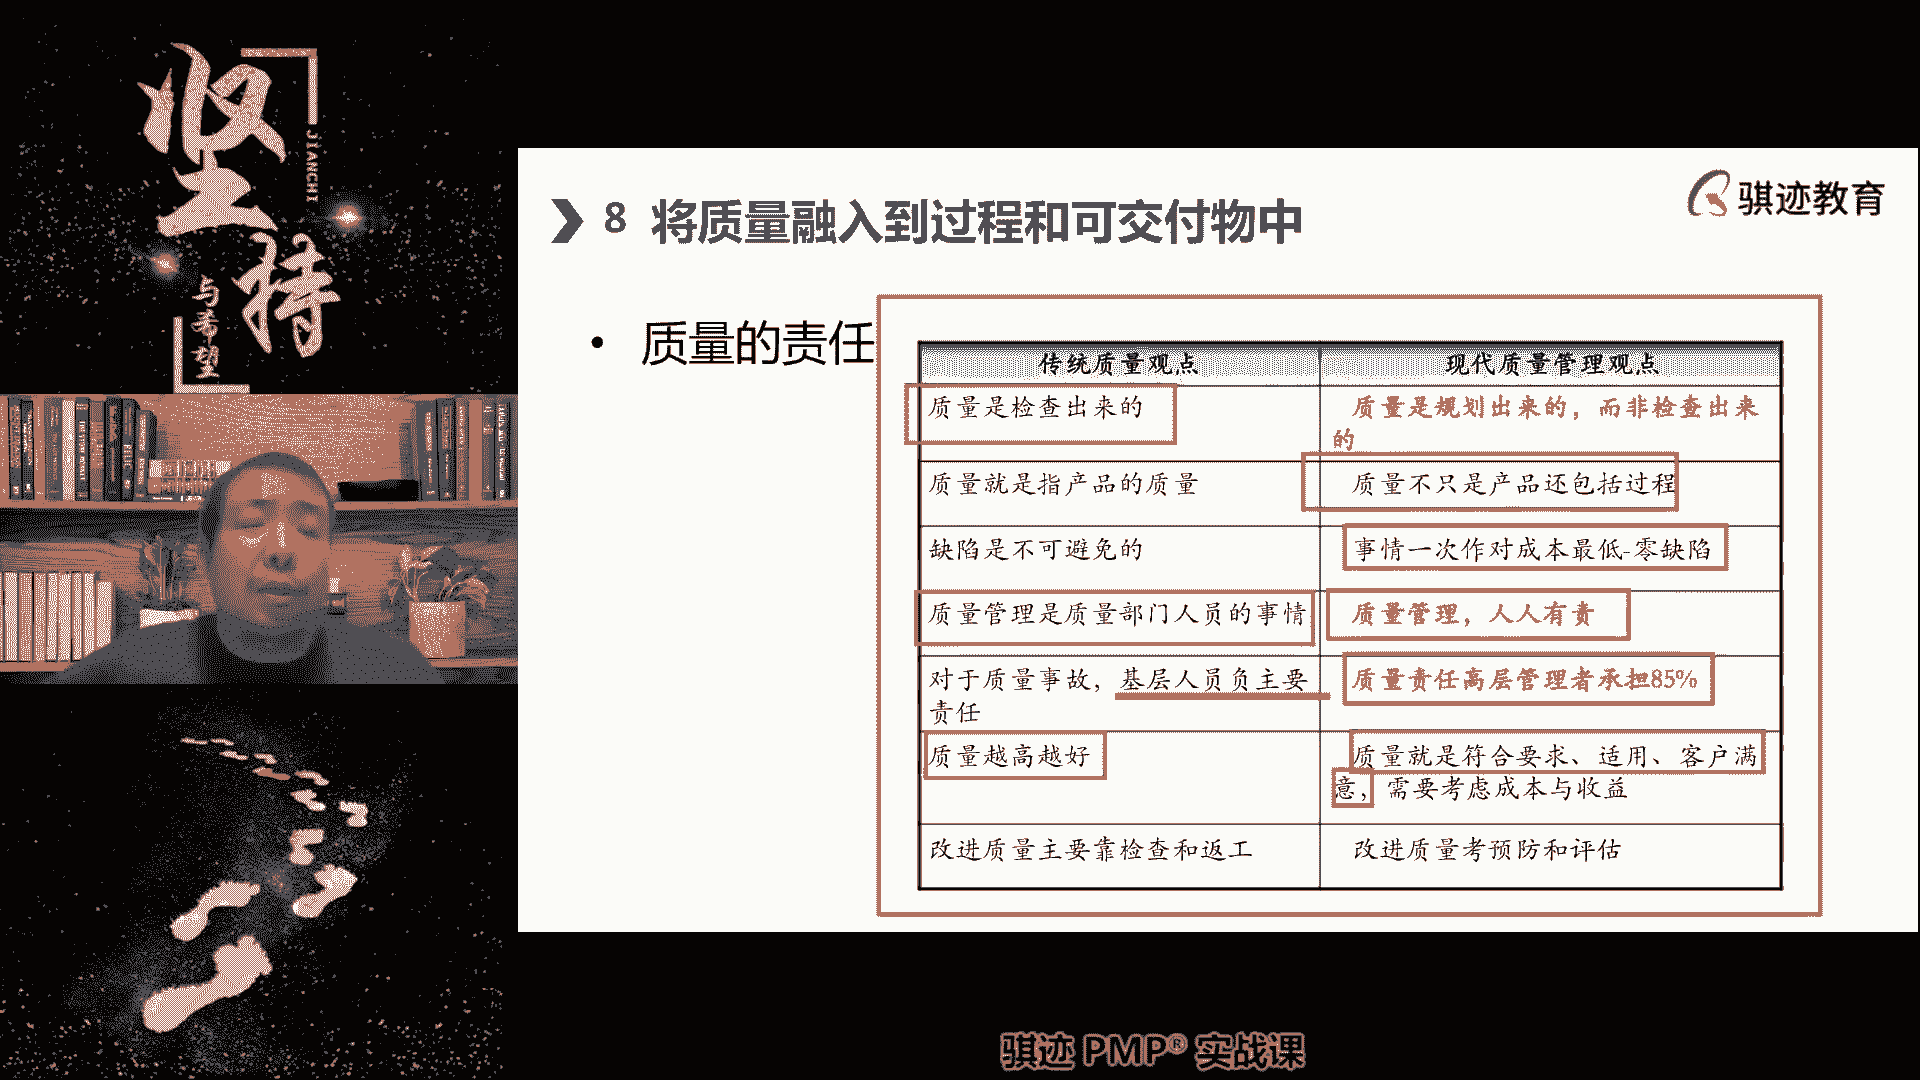 坚持
JIANCHI
与希望
骐迹教育
8 将质量融入到过程和可交付物中
• 质量的责任
传统质量观点
现代质量管理观点
质量是检查出来的
质量是规划出来的，而非检查出来
的
质量就是指产品的质量
质量不只是产品还包括过程
缺陷是不可避免的
事情一次作对成本最低-零缺陷
质量管理是质量部门人员的事情
质量管理，人人有责
对于质量事故，基层人员负主要
责任
质量责任高层管理者承担85%
质量越高越好
质量就是符合要求、适用、客户满
意，需要考虑成本与收益
改进质量主要靠检查和返工
改进质量考预防和评估
骐迹 PMP® 实战课